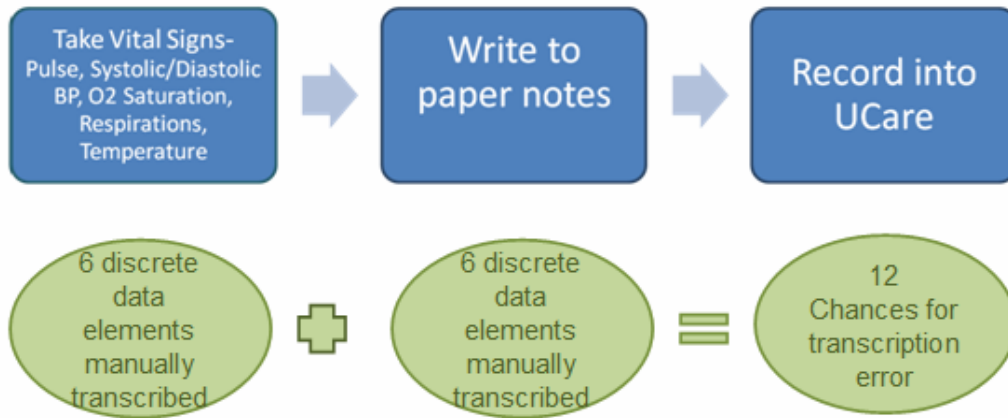 Take Vital Signs-
Pulse, Systolic/Diastolic
BP, O2 Saturation,
Respirations,
Temperature
Write to
paper notes
Record into
UCare
6 discrete
data
elements
manually
transcribed
6 discrete
data
elements
manually
transcribed
12
Chances for
transcription
error